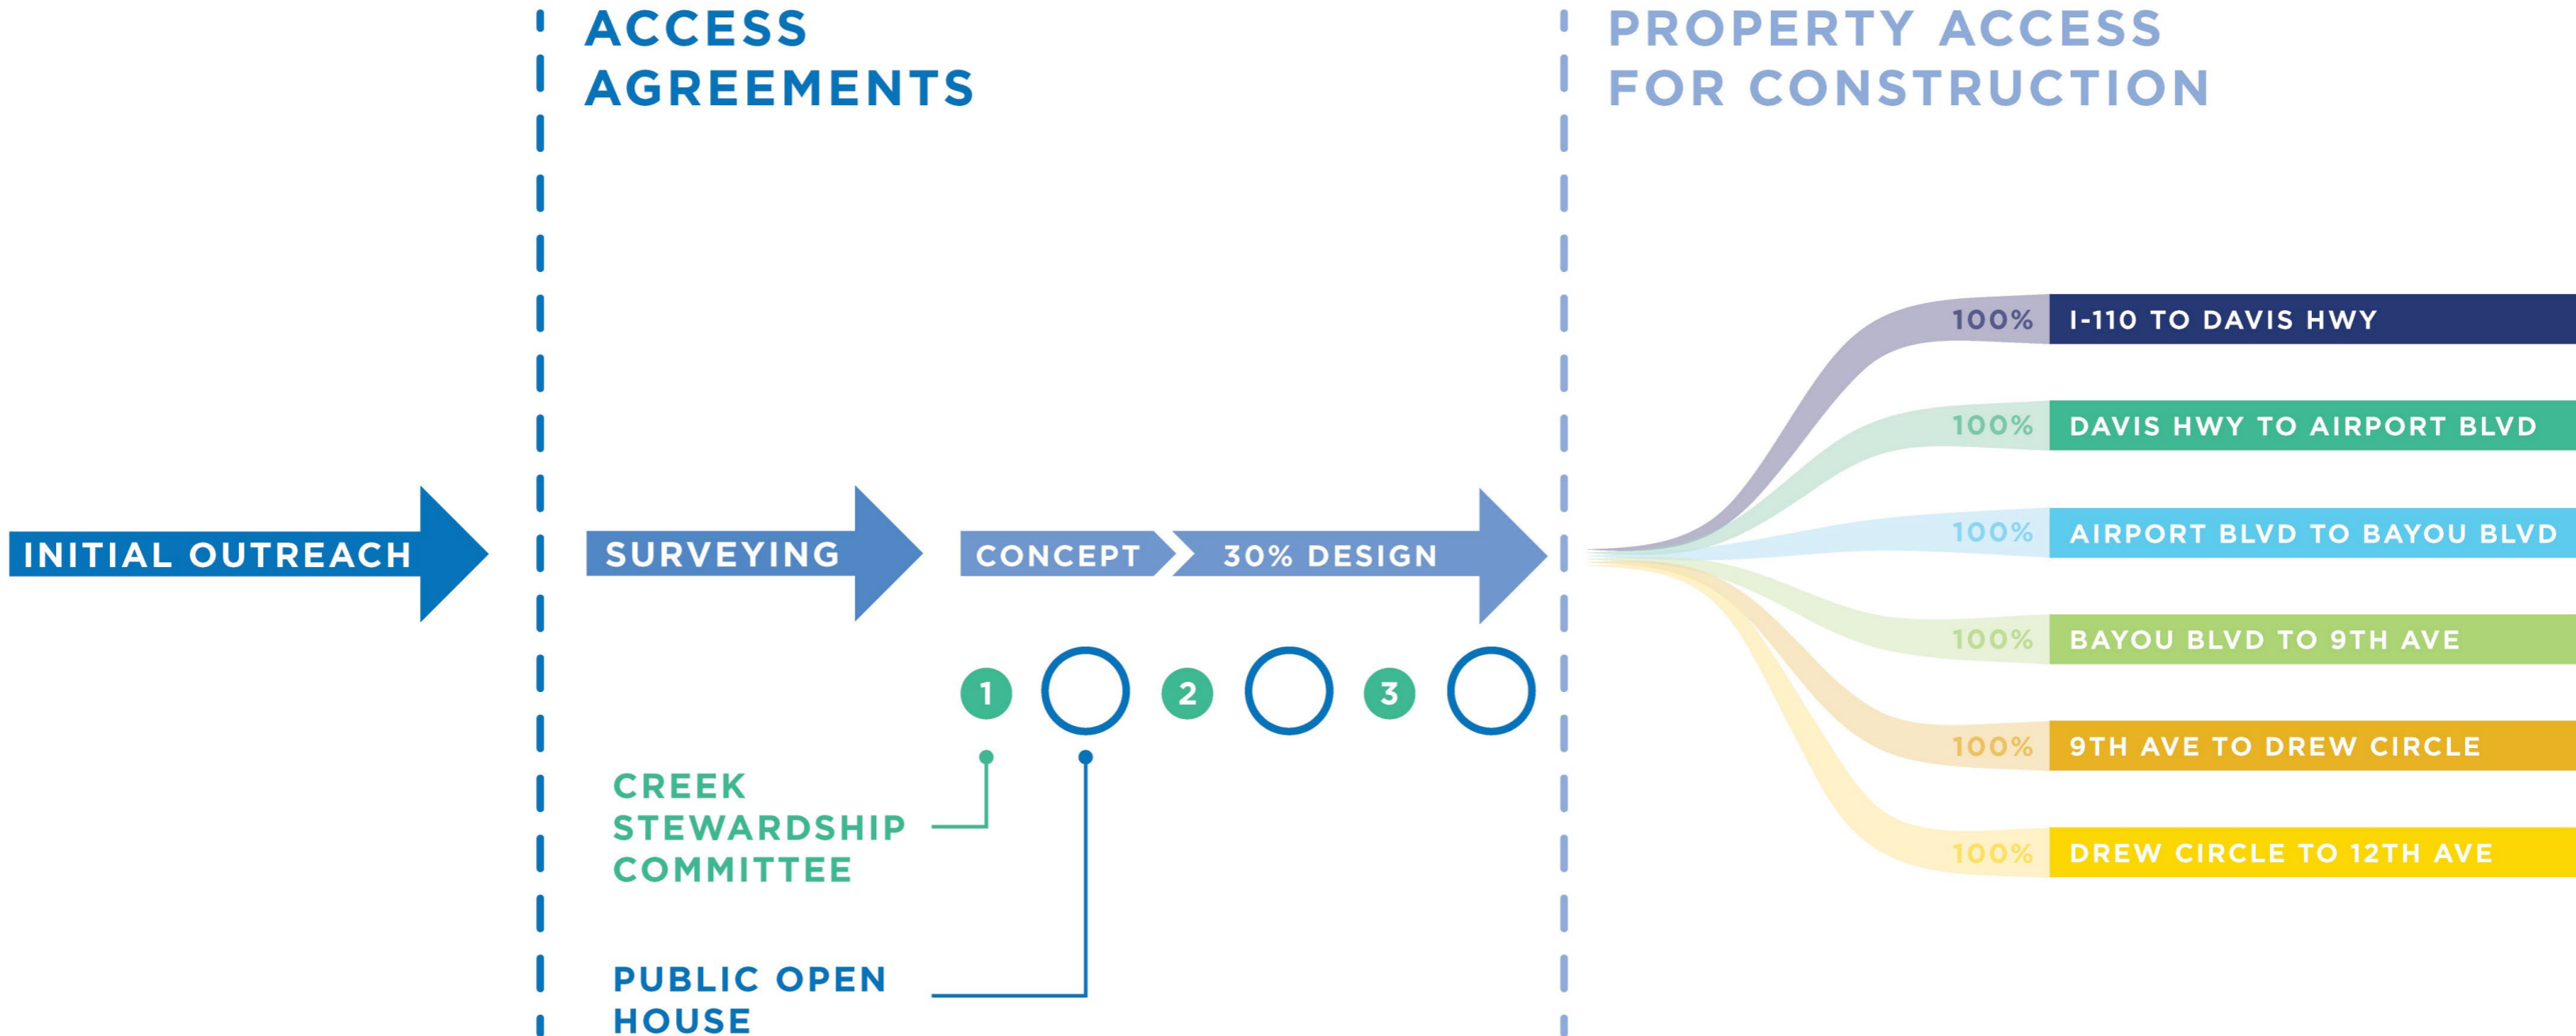 ACCESS
AGREEMENTS
PROPERTY ACCESS
FOR CONSTRUCTION
INITIAL OUTREACH
SURVEYING
CONCEPT
30% DESIGN
1
2
3
CREEK
STEWARDSHIP
COMMITTEE
PUBLIC OPEN
HOUSE
100% I-110 TO DAVIS HWY
100% DAVIS HWY TO AIRPORT BLVD
100% AIRPORT BLVD TO BAYOU BLVD
100% BAYOU BLVD TO 9TH AVE
100% 9TH AVE TO DREW CIRCLE
100% DREW CIRCLE TO 12TH AVE